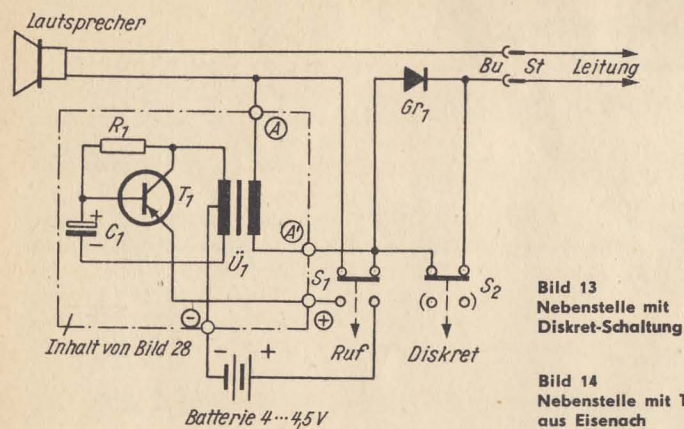 Lautsprecher
Bu St Leitung
Gr₁
A
R₁
T₁
+
C₁
−
Ü₁
A'
S₁
S₂
− +
Inhalt von Bild 28
− +
Ruf
(o o)
Diskret
Batterie 4···4,5V
Bild 13
Nebenstelle mit
Diskret-Schaltung
Bild 14
Nebenstelle mit T
aus Eisenach